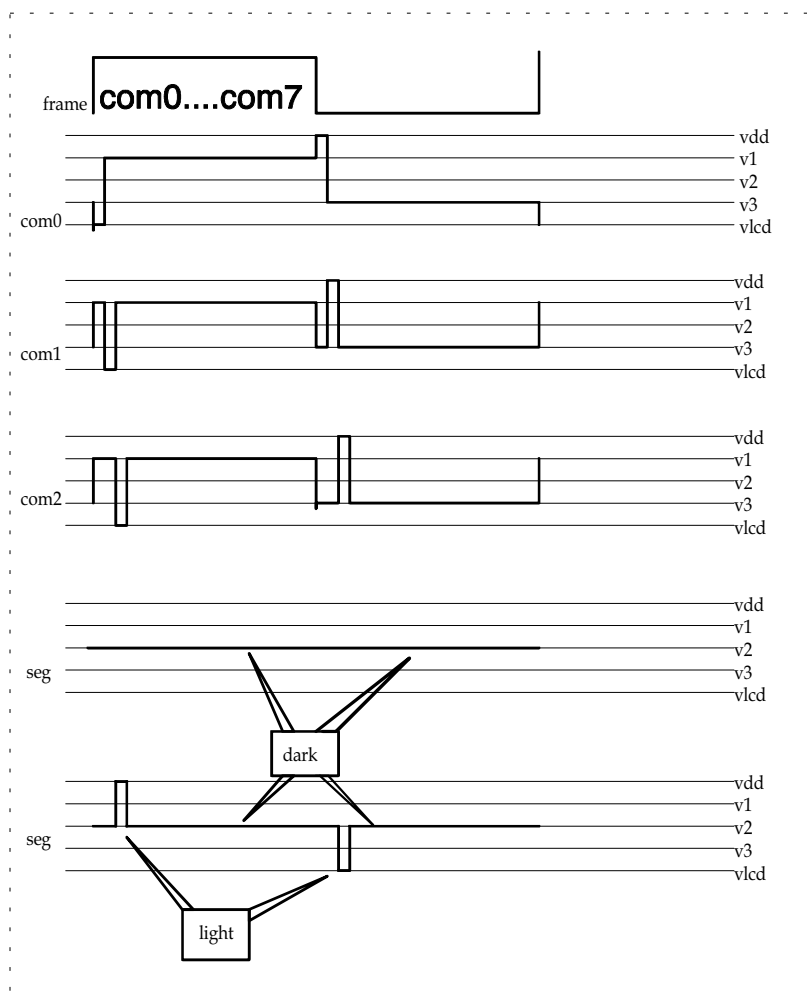 frame com0....com7
vdd
v1
v2
v3
com0 vlcd
vdd
v1
v2
com1 v3
vlcd
vdd
v1
v2
com2 v3
vlcd
vdd
v1
v2
seg v3
vlcd
dark
vdd
v1
v2
seg v3
vlcd
light